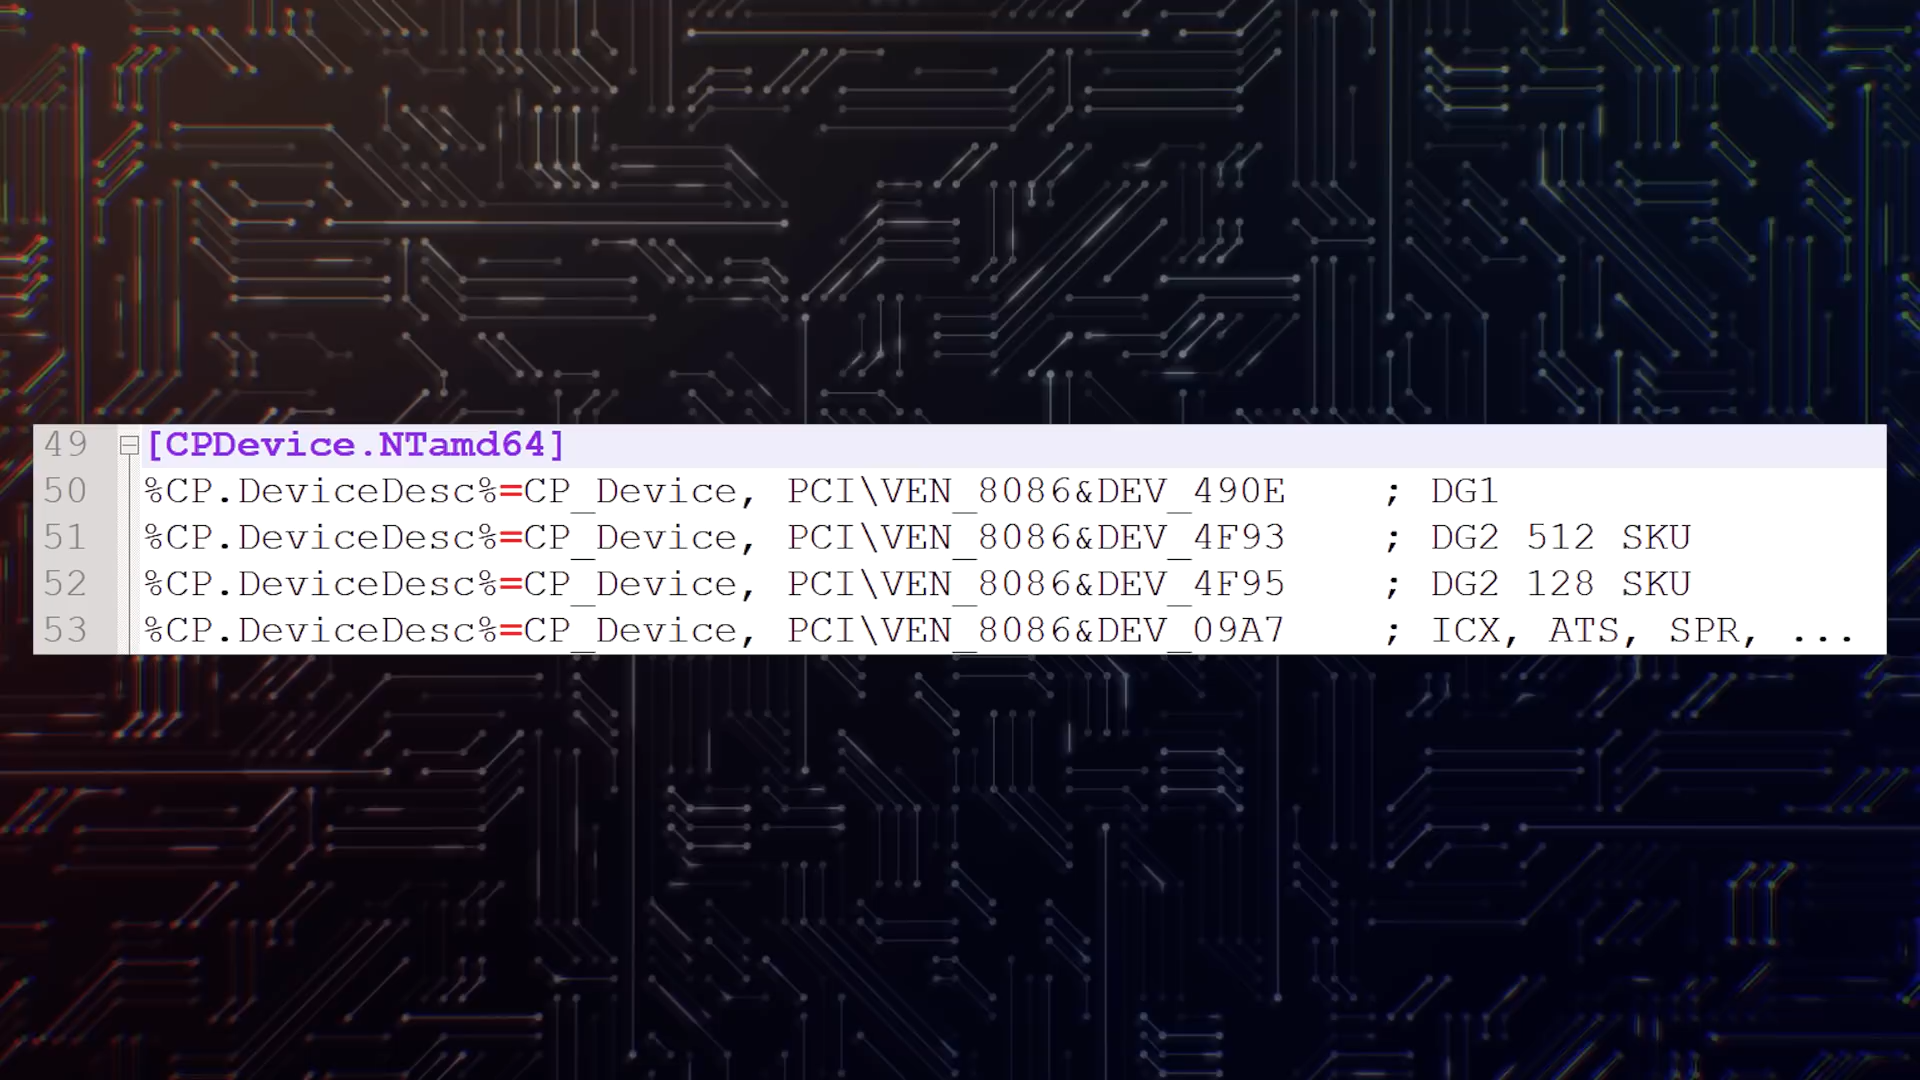 49 [CPDevice.NTamd64]
50 %CP.DeviceDesc%=CP_Device, PCI\VEN_8086&DEV_490E ; DG1
51 %CP.DeviceDesc%=CP_Device, PCI\VEN_8086&DEV_4F93 ; DG2 512 SKU
52 %CP.DeviceDesc%=CP_Device, PCI\VEN_8086&DEV_4F95 ; DG2 128 SKU
53 %CP.DeviceDesc%=CP_Device, PCI\VEN_8086&DEV_09A7 ; ICX, ATS, SPR, ...